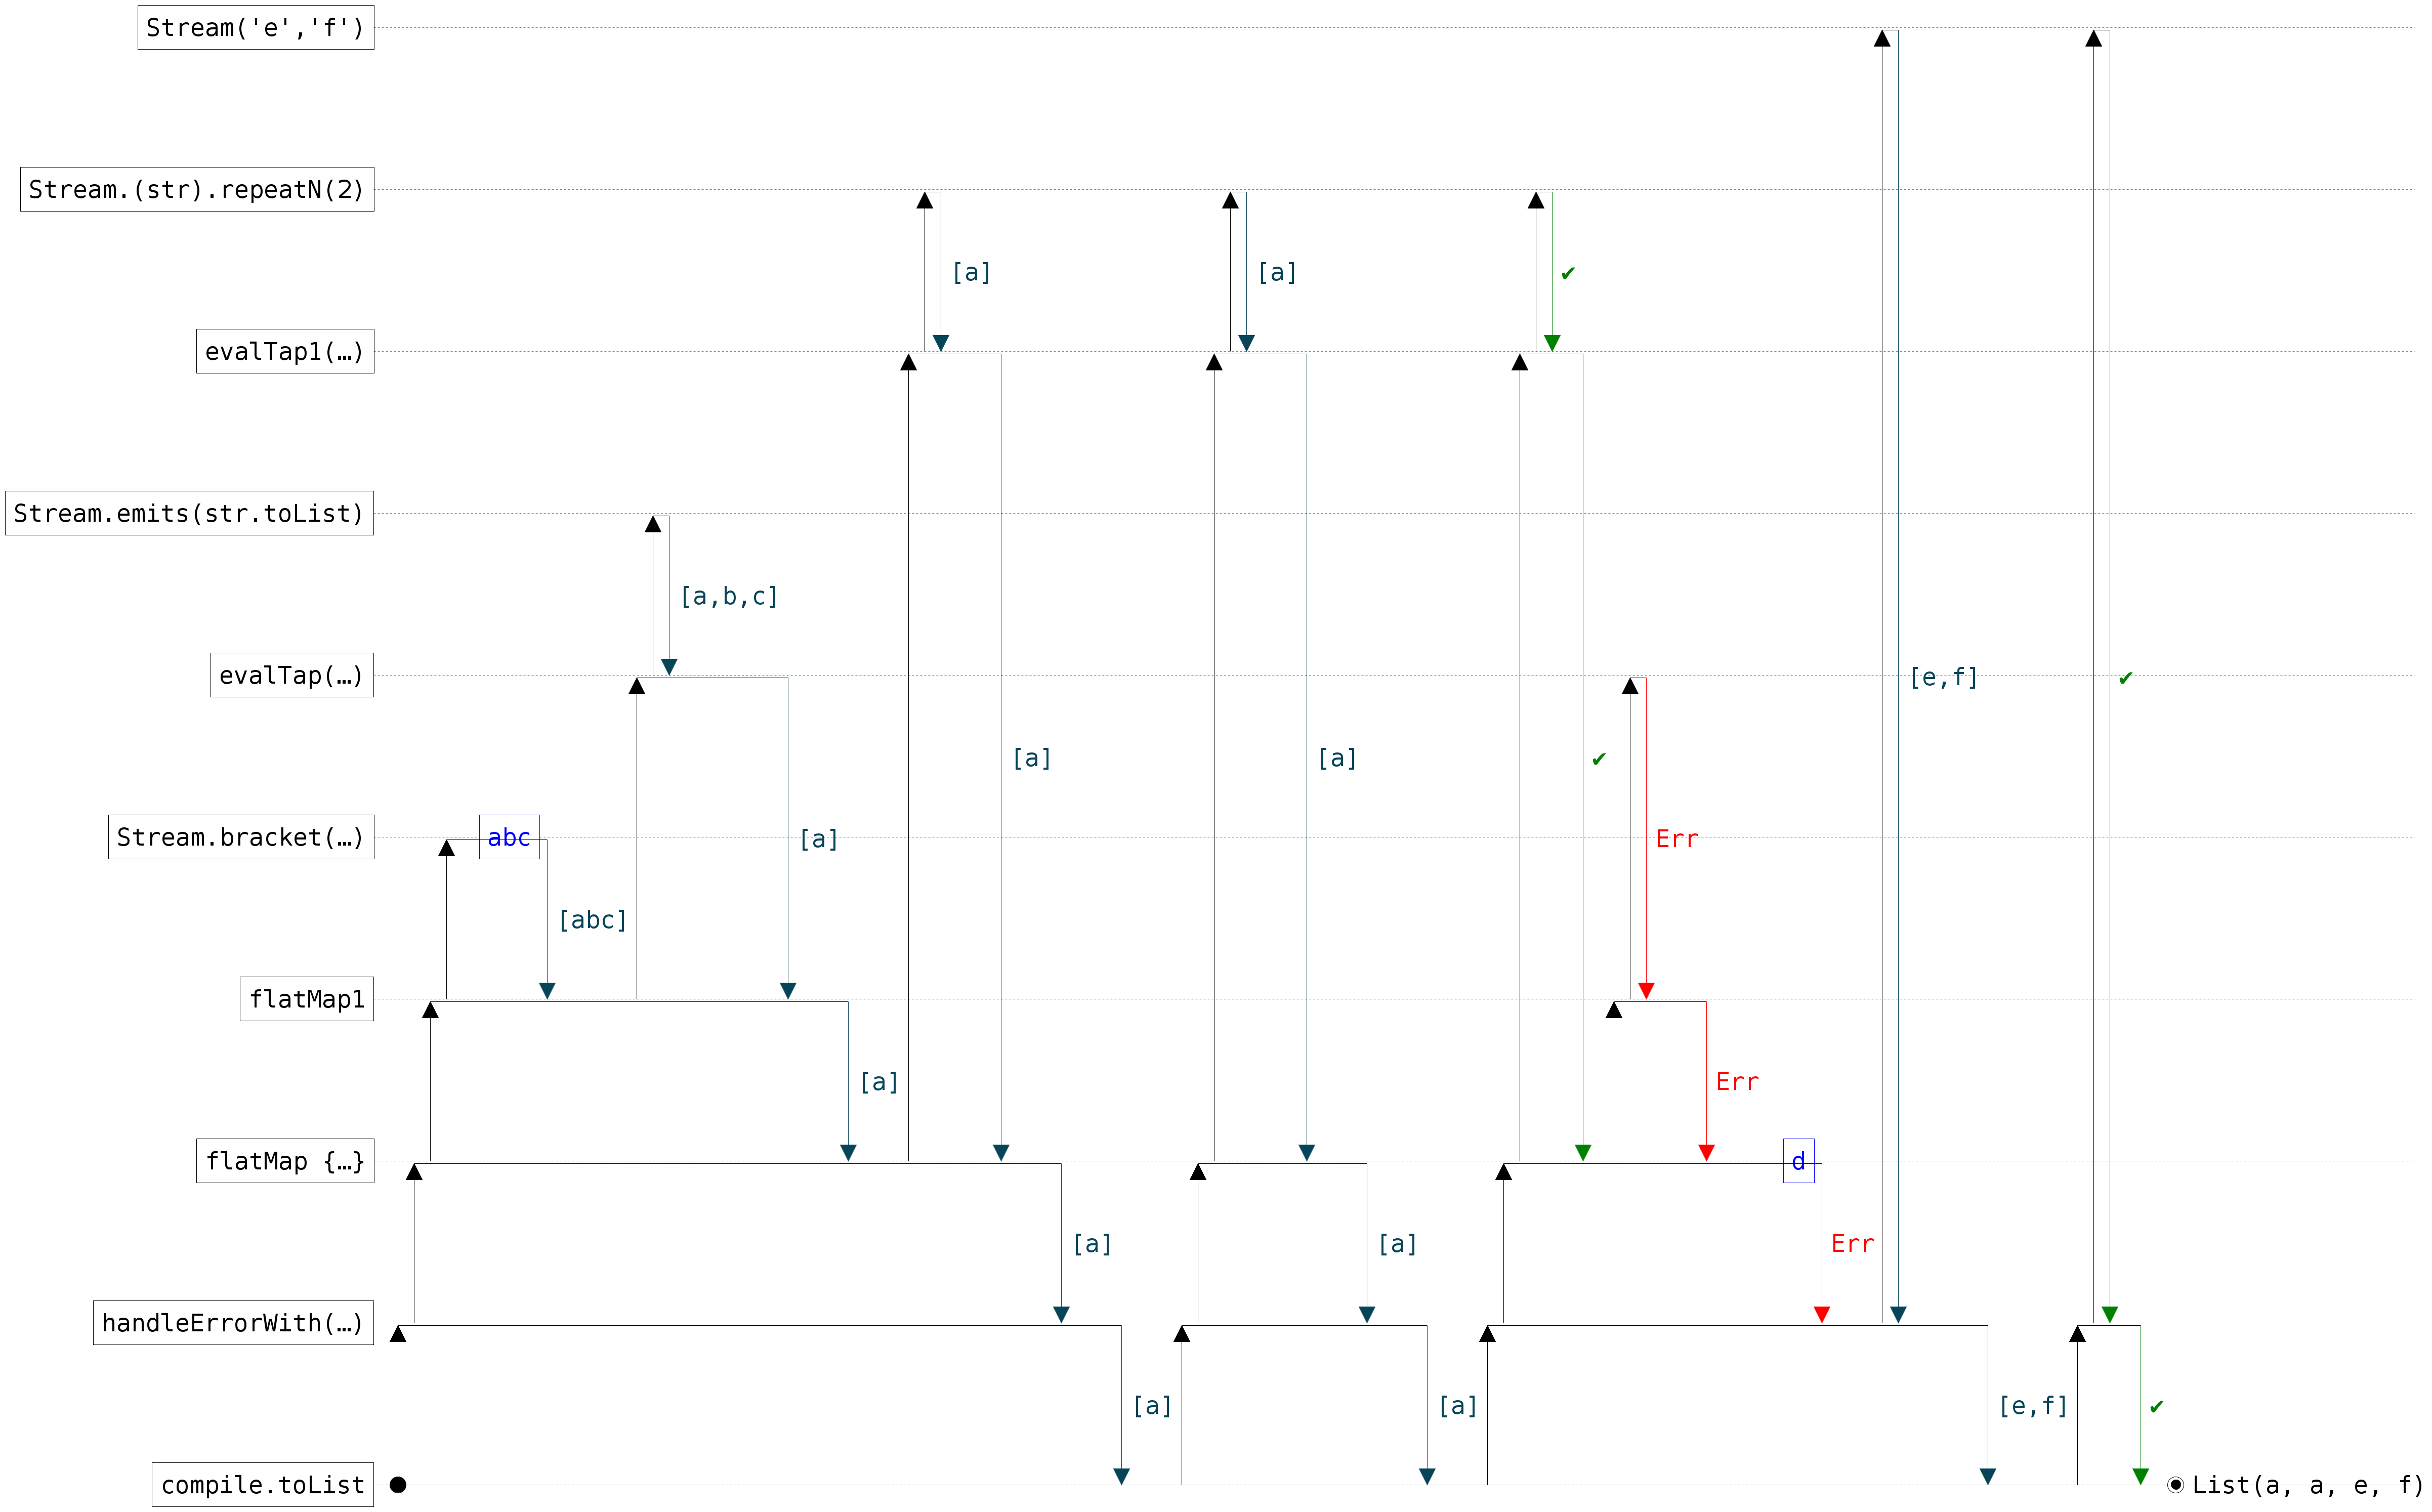 Stream('e','f')
Stream.(str).repeatN(2)
[a]
[a]
✔
evalTap1(…)
Stream.emits(str.toList)
[a,b,c]
evalTap(…)
[e,f]
✔
[a]
[a]
✔
Stream.bracket(…)
abc
[a]
Err
[abc]
flatMap1
[a]
Err
flatMap {…}
d
[a]
[a]
Err
handleErrorWith(…)
[a]
[a]
[e,f]
✔
compile.toList
List(a, a, e, f)